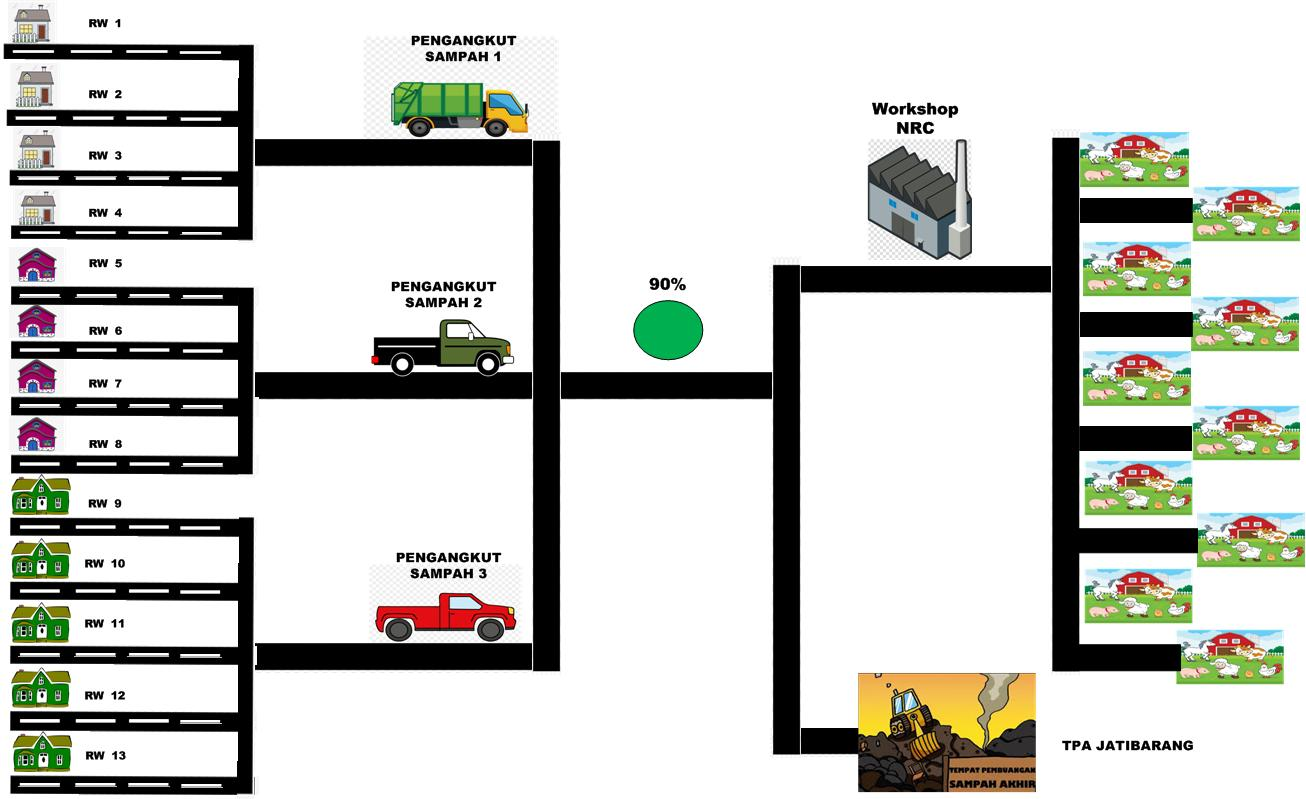 RW 1
RW 2
RW 3
RW 4
RW 5
RW 6
RW 7
RW 8
RW 9
RW 10
RW 11
RW 12
RW 13
PENGANGKUT
SAMPAH 1
PENGANGKUT
SAMPAH 2
PENGANGKUT
SAMPAH 3
90%
Workshop
NRC
TEMPAT PEMBUANGAN
SAMPAH AKHIR
TPA JATIBARANG